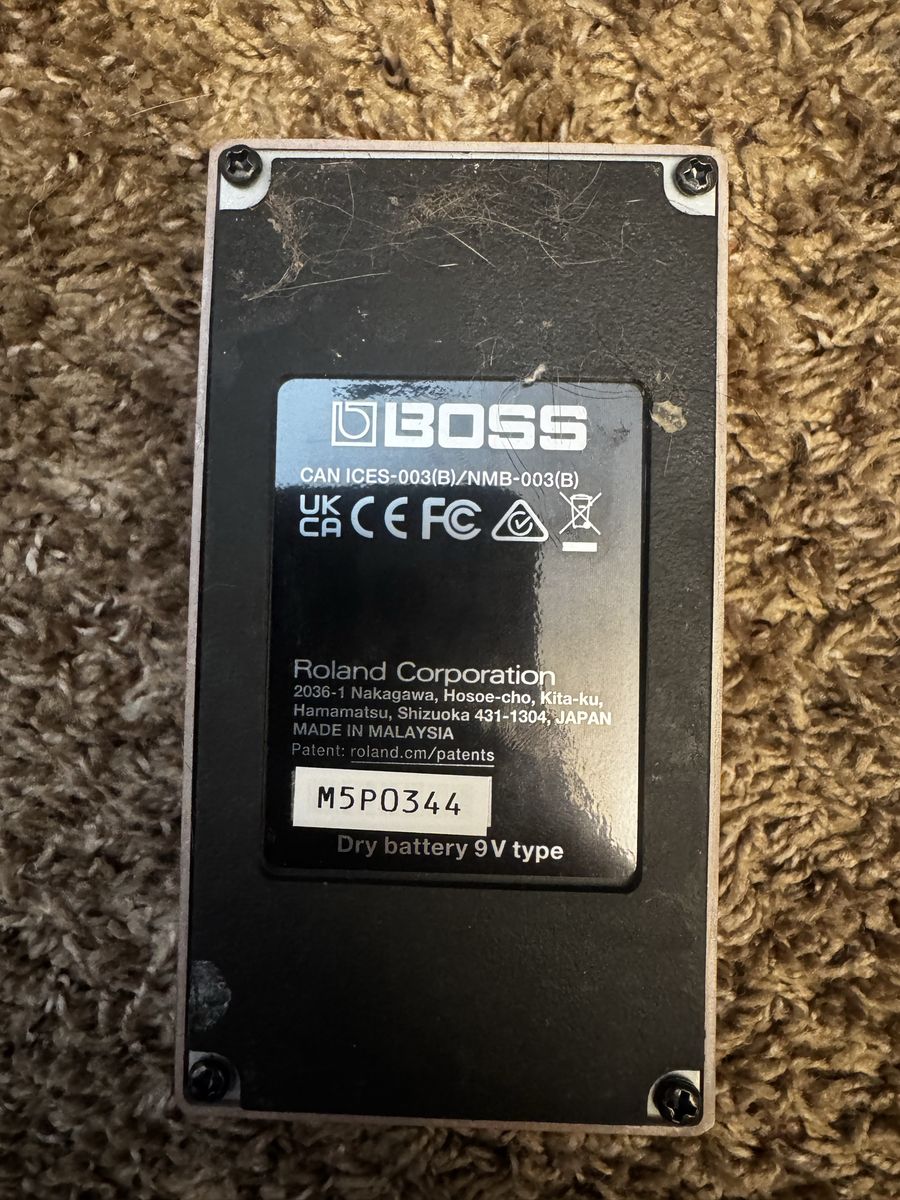 BOSS
CAN ICES-003(B)/NMB-003(B)
UK
CA CE FC
Roland Corporation
2036-1 Nakagawa, Hosoe-cho, Kita-ku,
Hamamatsu, Shizuoka 431-1304, JAPAN
MADE IN MALAYSIA
Patent: roland.cm/patents
M5P0344
Dry battery 9V type